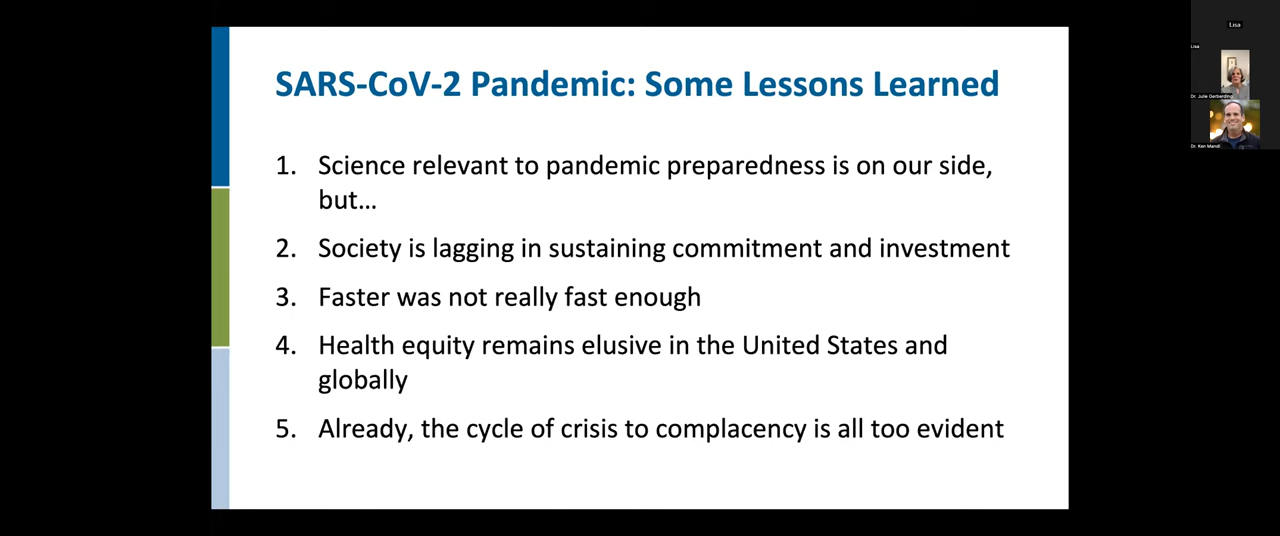 SARS-CoV-2 Pandemic: Some Lessons Learned
1. Science relevant to pandemic preparedness is on our side,
but...
2. Society is lagging in sustaining commitment and investment
3. Faster was not really fast enough
4. Health equity remains elusive in the United States and
globally
5. Already, the cycle of crisis to complacency is all too evident
Lisa
Lisa
Dr. Julie Gerberding
Dr. Ken Mandl